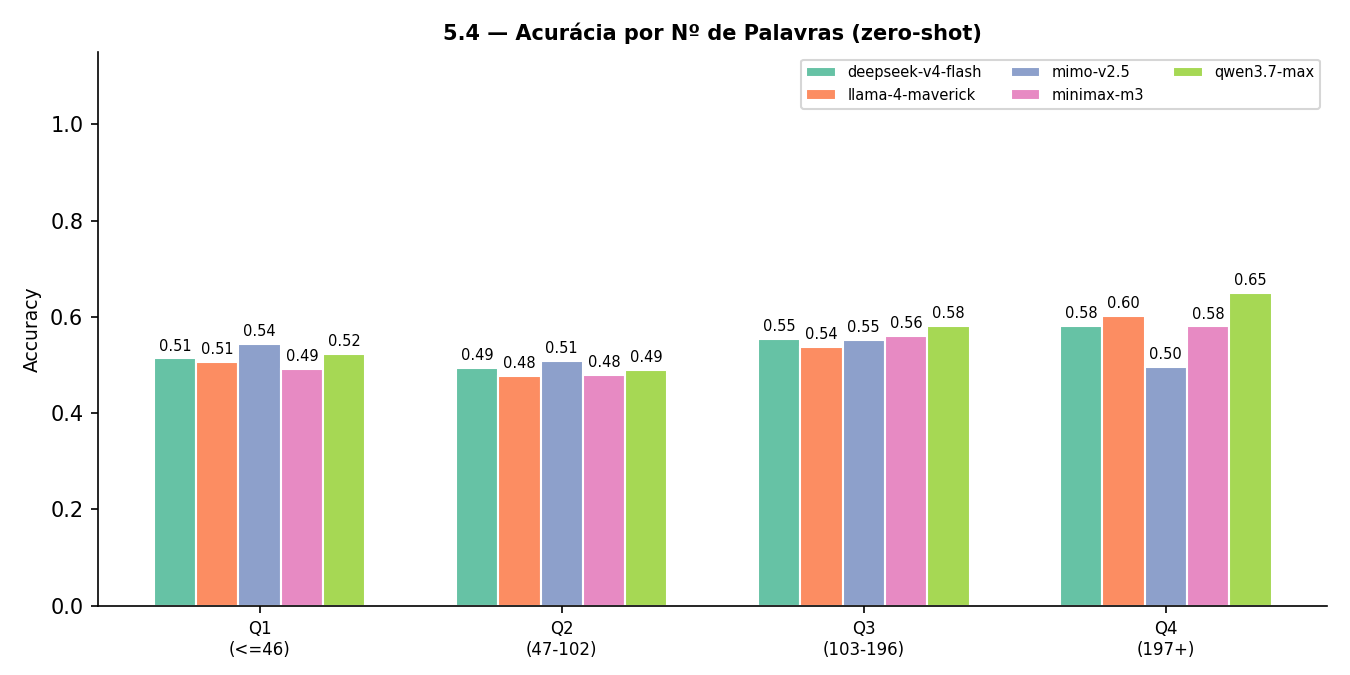 5.4 — Acurácia por Nº de Palavras (zero-shot)
deepseek-v4-flash
llama-4-maverick
mimo-v2.5
minimax-m3
qwen3.7-max
Accuracy
1.0
0.8
0.6
0.4
0.2
0.0
0.51 0.51 0.54 0.49 0.52
0.49 0.48 0.51 0.48 0.49
0.55 0.54 0.55 0.56 0.58
0.58 0.60 0.50 0.58 0.65
Q1
(<=46)
Q2
(47-102)
Q3
(103-196)
Q4
(197+)